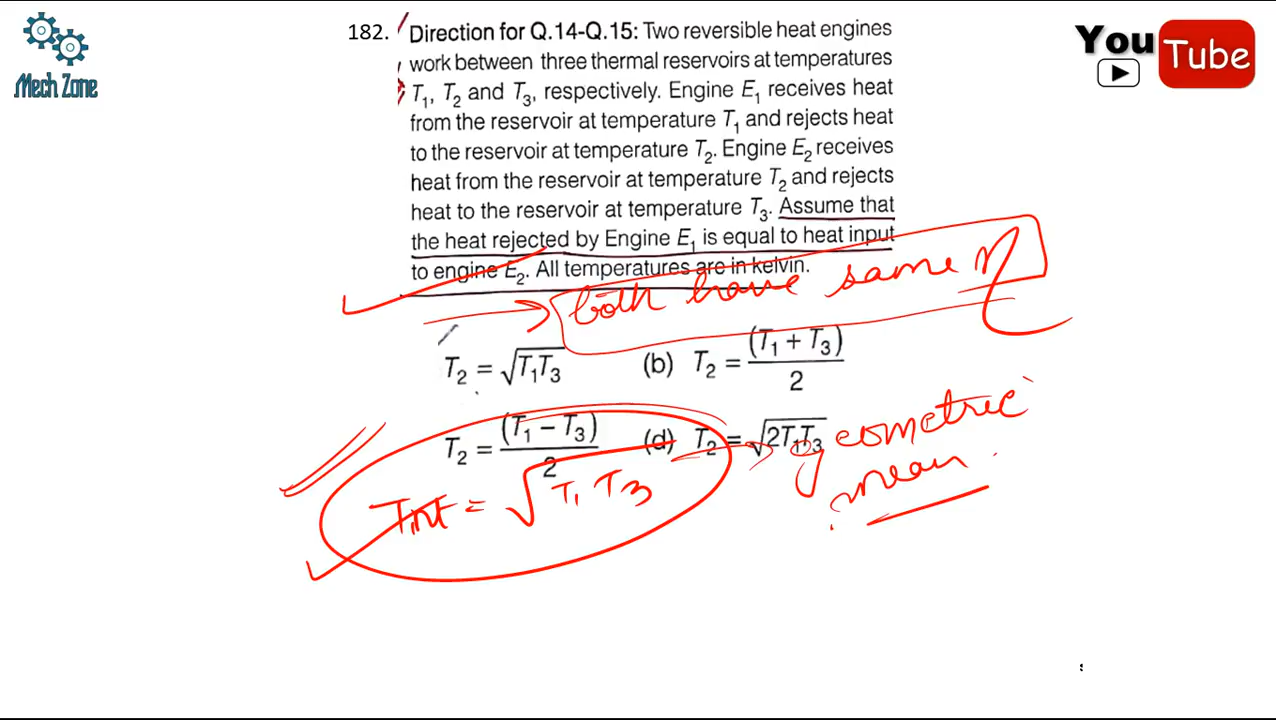 Mech Zone
You Tube
182. Direction for Q.14-Q.15: Two reversible heat engines
work between three thermal reservoirs at temperatures
T₁, T₂ and T₃, respectively. Engine E₁ receives heat
from the reservoir at temperature T₁ and rejects heat
to the reservoir at temperature T₂. Engine E₂ receives
heat from the reservoir at temperature T₂ and rejects
heat to the reservoir at temperature T₃. Assume that
the heat rejected by Engine E₁ is equal to heat input
to engine E₂. All temperatures are in kelvin.
both have same η
T₂ = √T₁T₃ (b) T₂ = (T₁ + T₃)/2
T₂ = (T₁ − T₃)/2 (d) T₂ = √2T₁T₃
Tint = √T₁ T₃
geometric
mean